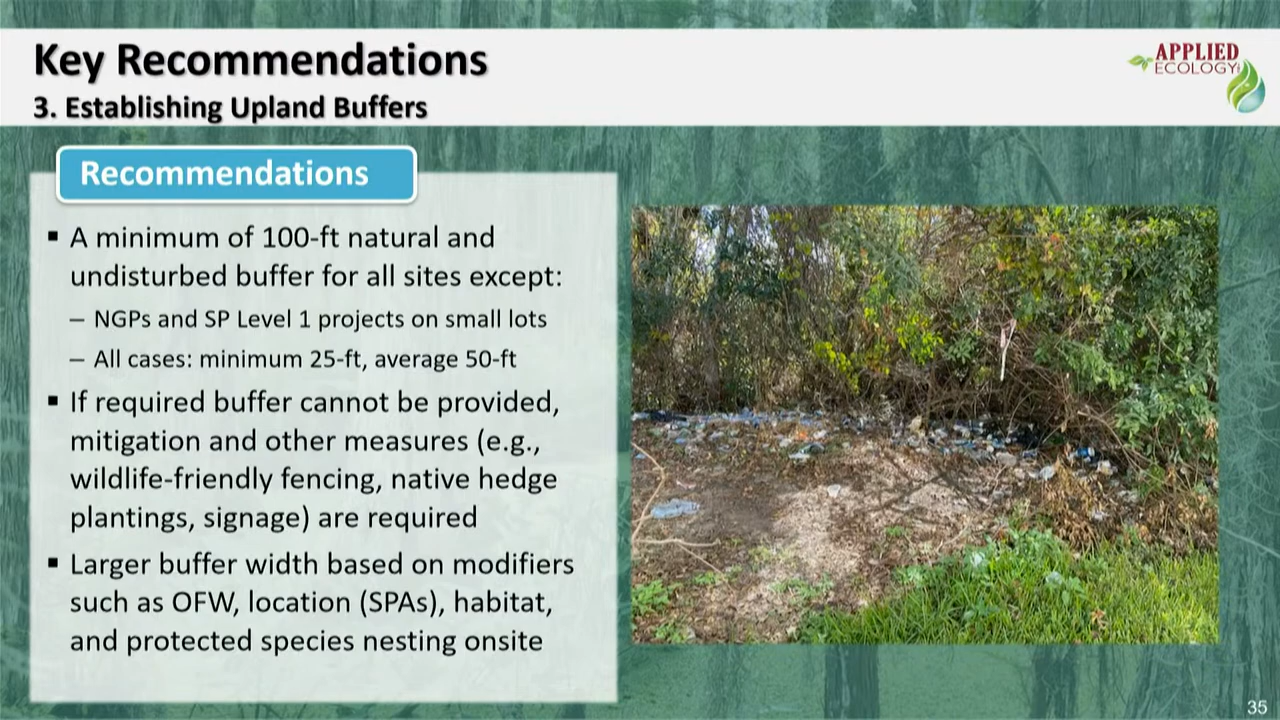 Key Recommendations
3. Establishing Upland Buffers
APPLIED
ECOLOGY
Recommendations
▪ A minimum of 100-ft natural and
undisturbed buffer for all sites except:
– NGPs and SP Level 1 projects on small lots
– All cases: minimum 25-ft, average 50-ft
▪ If required buffer cannot be provided,
mitigation and other measures (e.g.,
wildlife-friendly fencing, native hedge
plantings, signage) are required
▪ Larger buffer width based on modifiers
such as OFW, location (SPAs), habitat,
and protected species nesting onsite
35